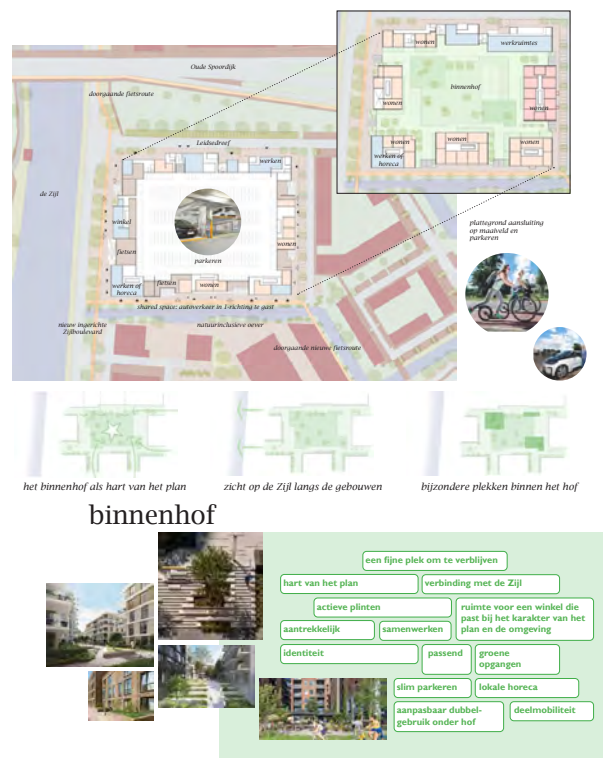 wonen
werkruimtes
binnenhof
wonen
wonen
wonen
wonen
wonen
werken of
horeca
Oude Spoordijk
doorgaande fietsroute
Leidsedreef
werken
de Zijl
winkel
wonen
fietsen
parkeren
werken of
horeca
fietsen
wonen
shared space: autoverkeer in 1-richting te gast
nieuw ingerichte
Zijlboulevard
natuurinclusieve oever
doorgaande nieuwe fietsroute
plattegrond aansluiting
op maaiveld en
parkeren
het binnenhof als hart van het plan
zicht op de Zijl langs de gebouwen
bijzondere plekken binnen het hof
binnenhof
een fijne plek om te verblijven
hart van het plan
verbinding met de Zijl
actieve plinten
ruimte voor een winkel die
past bij het karakter van het
plan en de omgeving
aantrekkelijk
samenwerken
identiteit
passend
groene
opgangen
slim parkeren
lokale horeca
aanpasbaar dubbel-
gebruik onder hof
deelmobiliteit